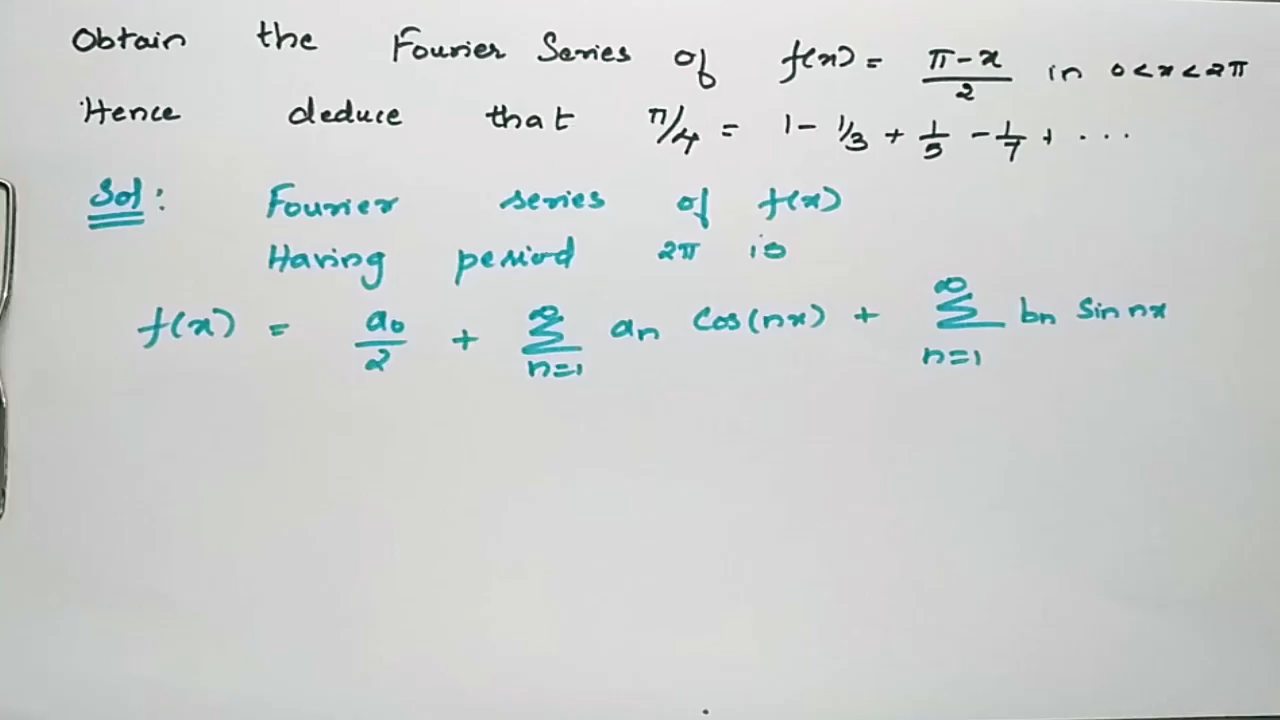 Obtain the Fourier Series of f(x) = π-x/2 in 0<x<2π
Hence deduce that π/4 = 1 - 1/3 + 1/5 - 1/7 + ...
Sol: Fourier series of f(x)
Having period 2π is
f(x) = a₀/2 + ∞∑n=1 aₙ cos(nx) + ∞∑n=1 bₙ sin nx